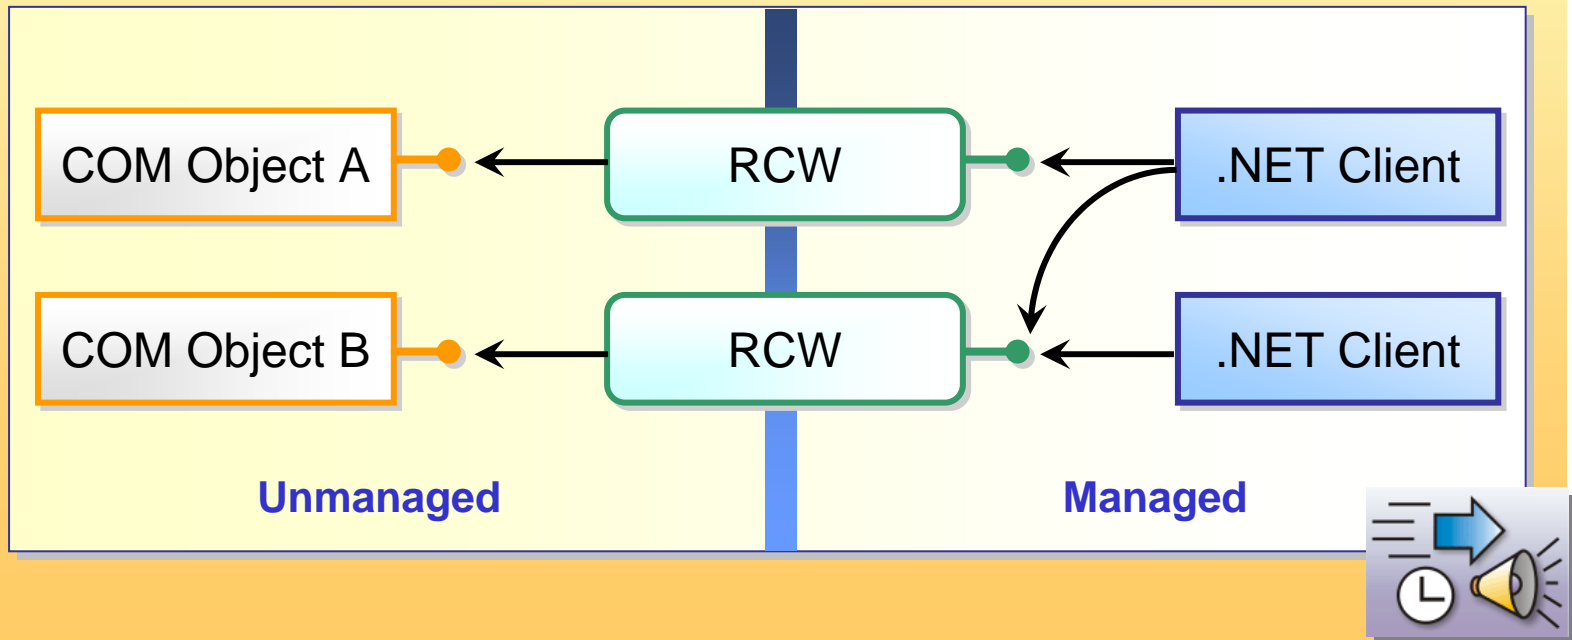 COM Object A
RCW
.NET Client
COM Object B
RCW
.NET Client
Unmanaged
Managed